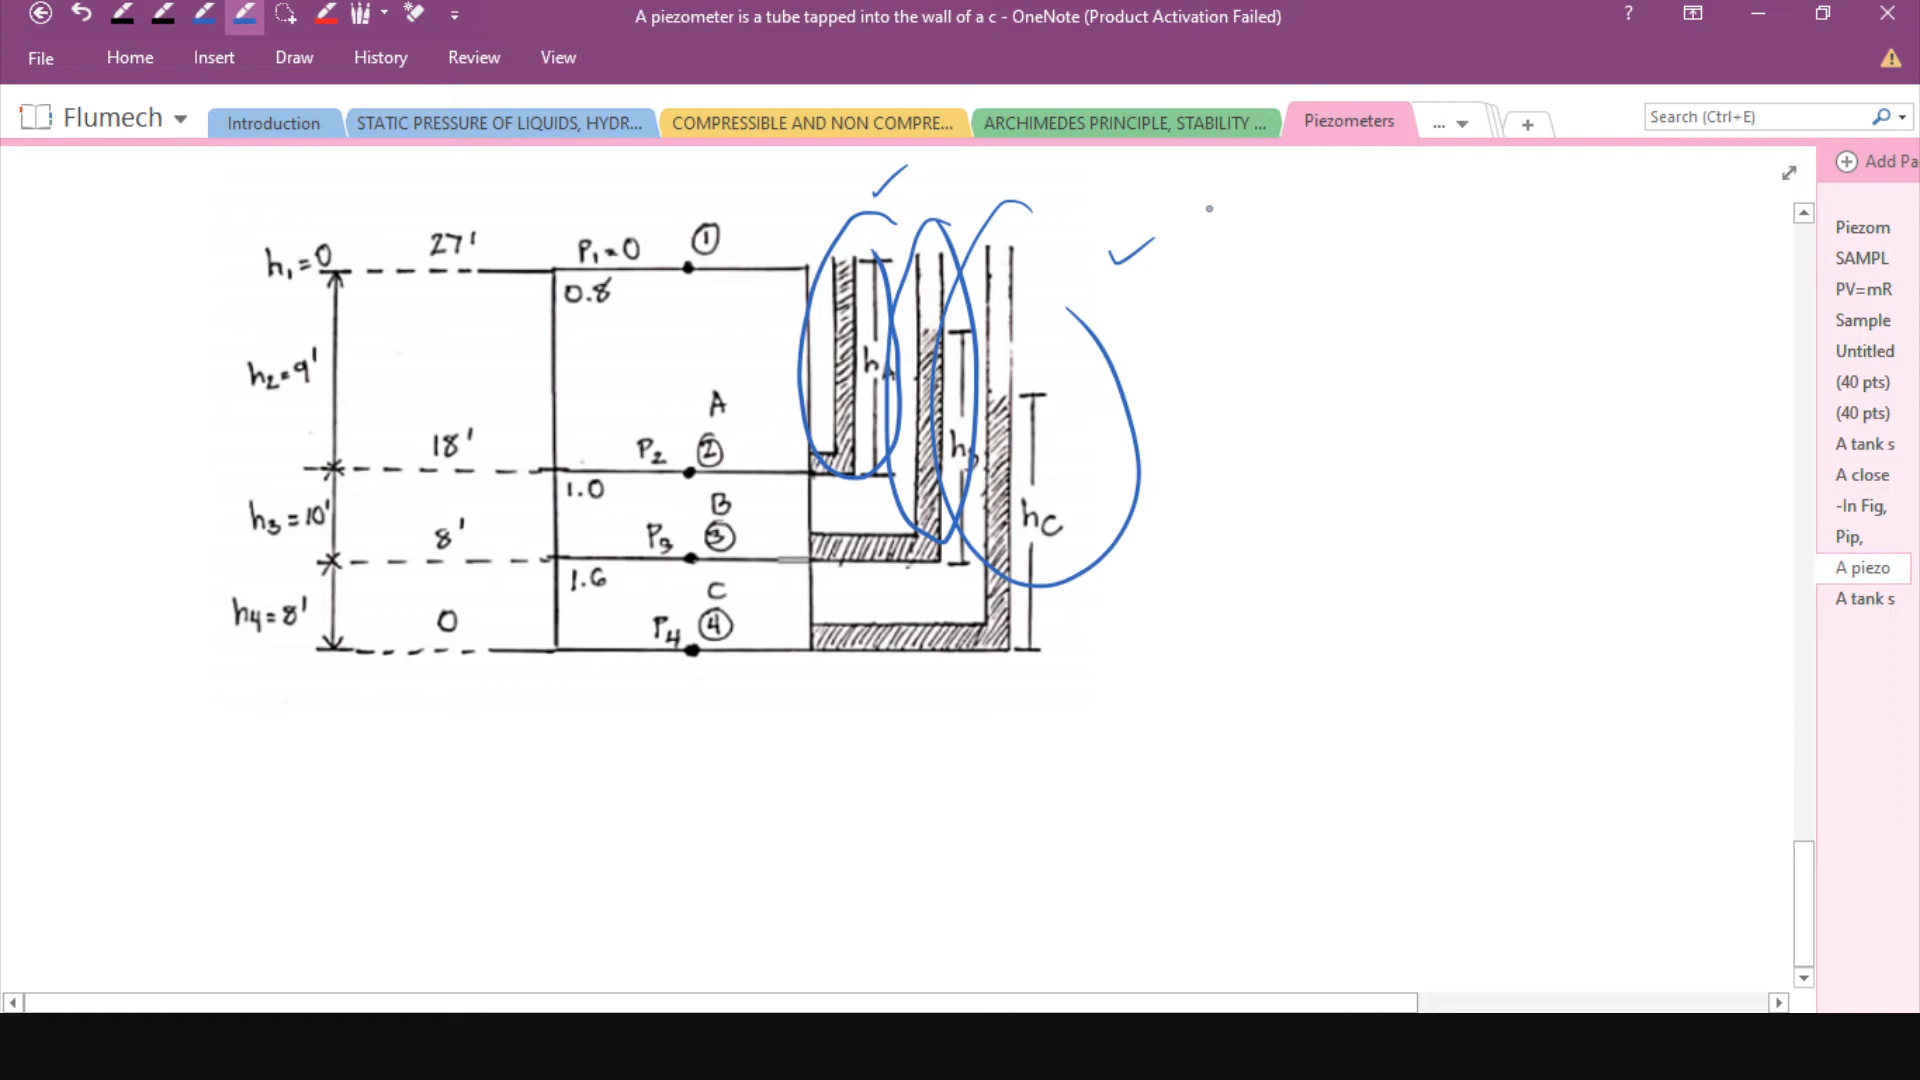 A piezometer is a tube tapped into the wall of a c - OneNote (Product Activation Failed)
?
File Home Insert Draw History Review View
Flumech
Introduction
STATIC PRESSURE OF LIQUIDS, HYDR...
COMPRESSIBLE AND NON COMPRE...
ARCHIMEDES PRINCIPLE, STABILITY ...
Piezometers
...
Search (Ctrl+E)
Add Pa
Piezom
SAMPL
PV=mR
Sample
Untitled
(40 pts)
(40 pts)
A tank s
A close
-In Fig,
Pip,
A piezo
A tank s
h1=0 27' P1=0 1
0.8
h2=9' hA
A
18' P2 2
1.0
h3=10' B
8' P3 3 hC
1.6
C
h4=8' 0 P4 4